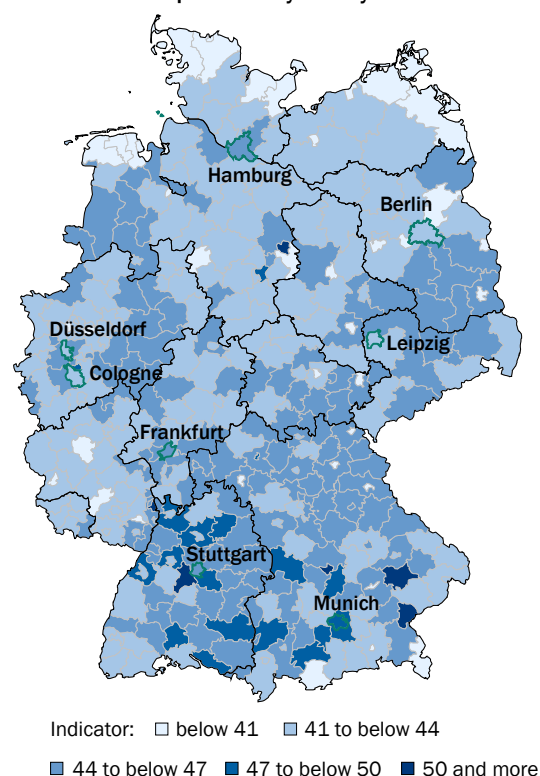 Hamburg
Berlin
Düsseldorf
Leipzig
Cologne
Frankfurt
Stuttgart
Munich
Indicator: below 41 41 to below 44
44 to below 47 47 to below 50 50 and more